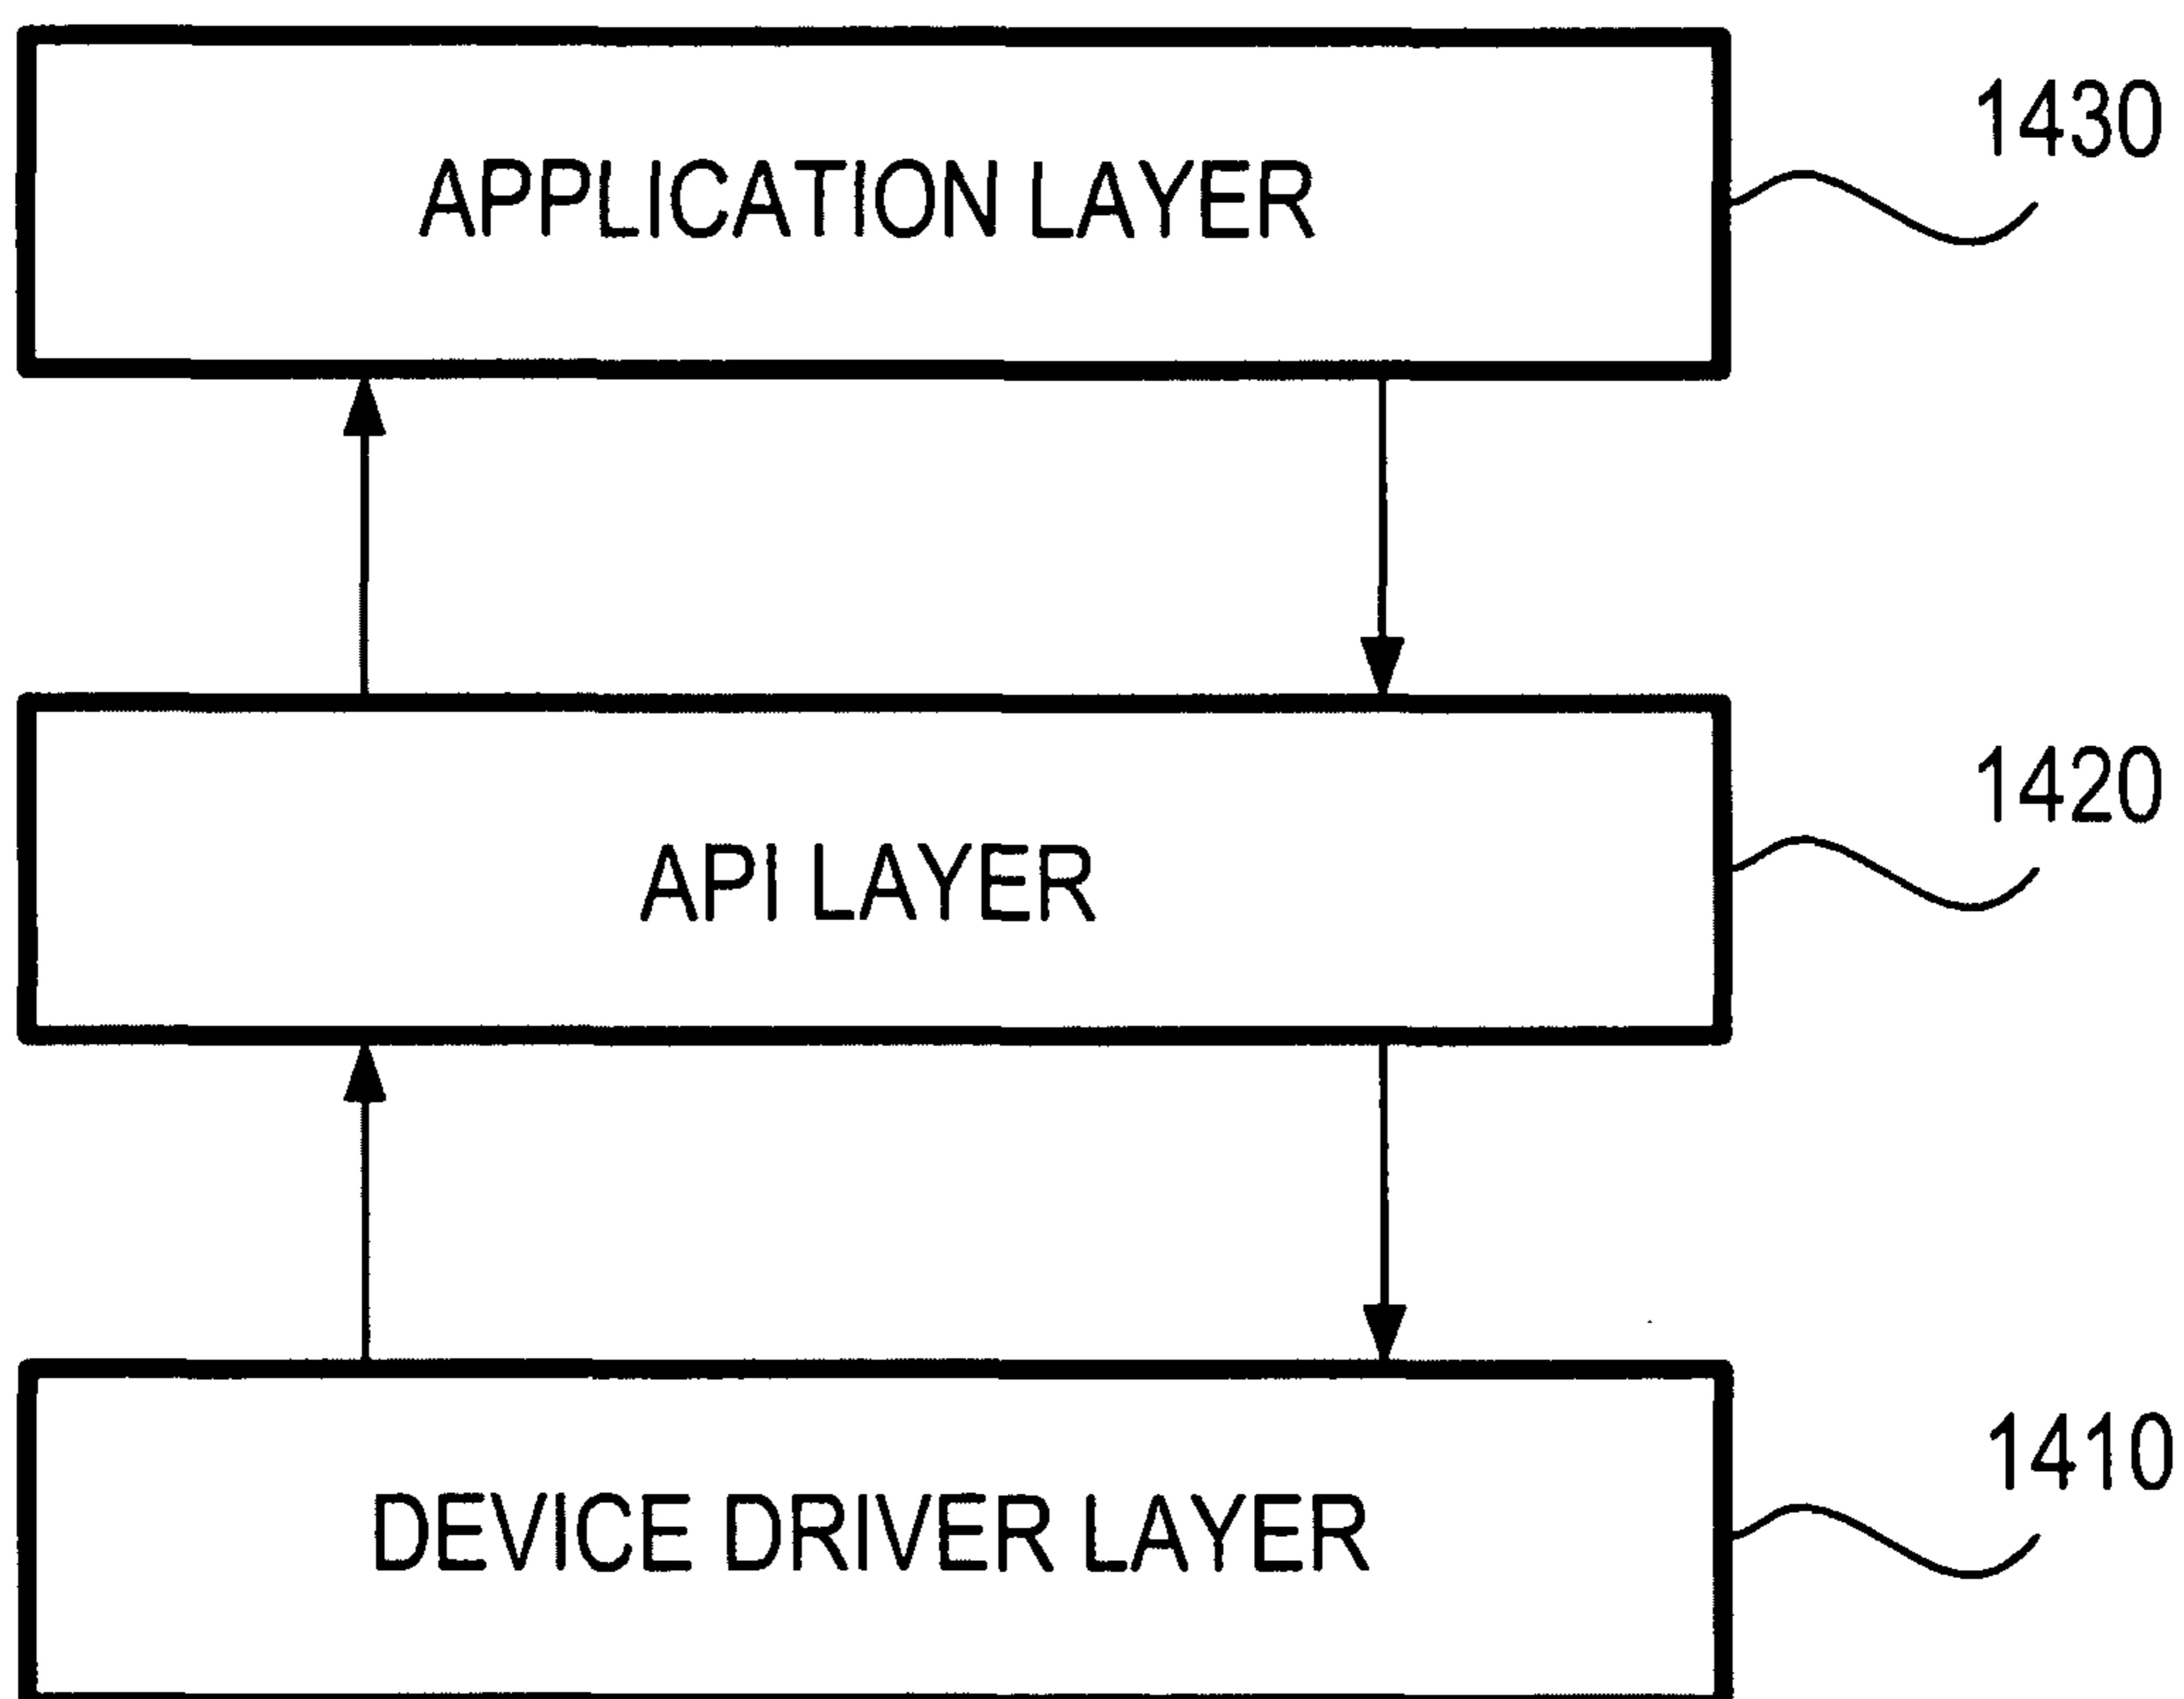 APPLICATION LAYER
1430
API LAYER
1420
DEVICE DRIVER LAYER
1410